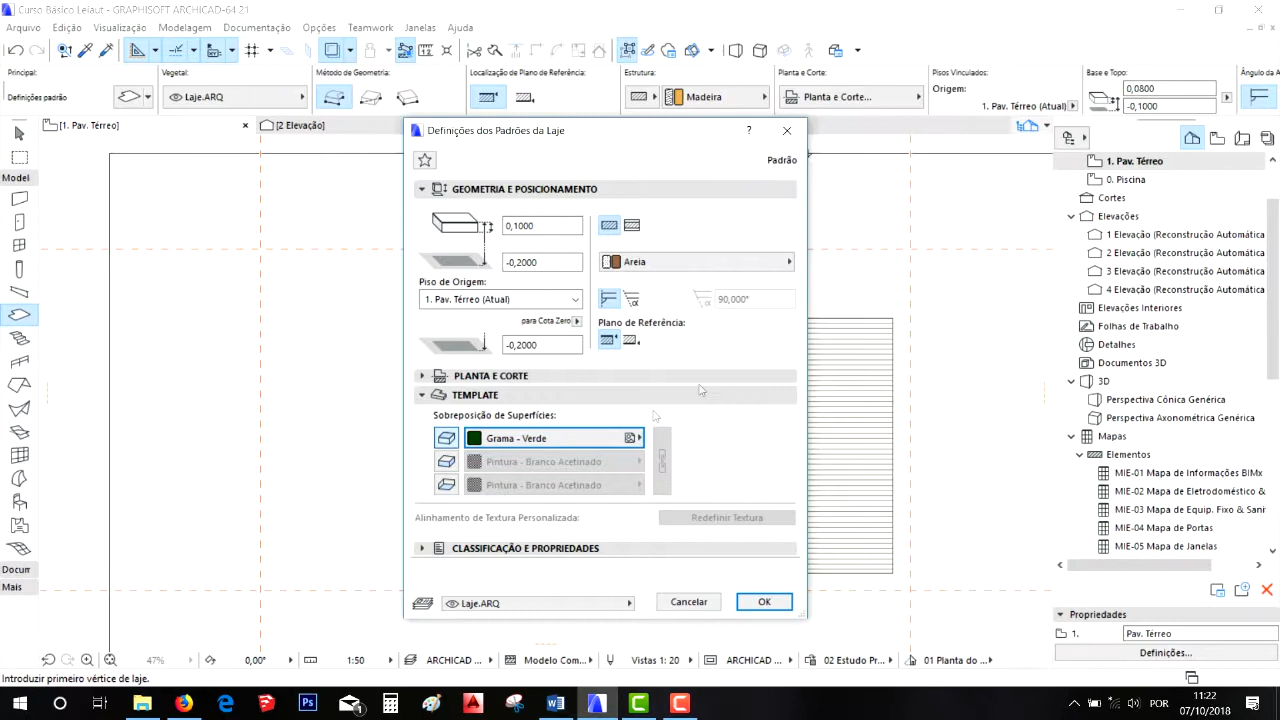 Curso Básico Leiaut - GRAPHISOFT ARCHICAD-64 21
Arquivo Edição Visualização Modelagem Documentação Opções Teamwork Janelas Ajuda
Principal: Vegetal: Método de Geometria: Localização de Plano de Referência: Estrutura: Planta e Corte: Pisos Vinculados: Base e Topo: Ângulo da
Definições padrão Laje.ARQ Madeira Planta e Corte... Origem: 0,0800
1. Pav. Térreo (Atual) -0,1000
[1. Pav. Térreo] [2 Elevação]
Definições dos Padrões da Laje
?
Padrão
GEOMETRIA E POSICIONAMENTO
0,1000
-0,2000 Areia
Piso de Origem:
1. Pav. Térreo (Atual) 90,000°
para Cota Zero Plano de Referência:
-0,2000
PLANTA E CORTE
TEMPLATE
Sobreposição de Superfícies:
Grama - Verde
Pintura - Branco Acetinado
Pintura - Branco Acetinado
Alinhamento de Textura Personalizada: Redefinir Textura
CLASSIFICAÇÃO E PROPRIEDADES
Laje.ARQ Cancelar OK
Model
Docum
Mais
1. Pav. Térreo
0. Piscina
Cortes
Elevações
1 Elevação (Reconstrução Automática
2 Elevação (Reconstrução Automática
3 Elevação (Reconstrução Automática
4 Elevação (Reconstrução Automática
Elevações Interiores
Folhas de Trabalho
Detalhes
Documentos 3D
3D
Perspectiva Cónica Genérica
Perspectiva Axonométrica Genérica
Mapas
Elementos
MIE-01 Mapa de Informações BIMx
MIE-02 Mapa de Eletrodoméstico &
MIE-03 Mapa de Equip. Fixo & Sani
MIE-04 Mapa de Portas
MIE-05 Mapa de Janelas
Propriedades
1. Pav. Térreo
Definições...
47% 0,00° 1:50 ARCHICAD ... Modelo Com... Vistas 1: 20 ARCHICAD ... 02 Estudo Pr... 01 Planta do ...
Introduzir primeiro vértice de laje.
POR
11:22
07/10/2018